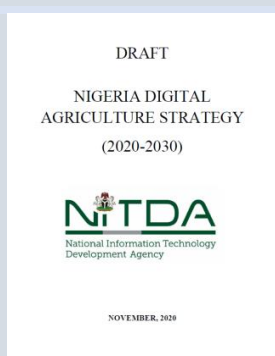 DRAFT
NIGERIA DIGITAL
AGRICULTURE STRATEGY
(2020-2030)
NiTDA
National Information Technology
Development Agency
NOVEMBER, 2020